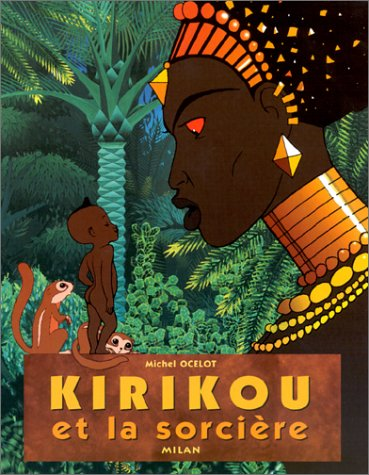 Michel OCELOT
KIRIKOU
et la sorcière
MILAN